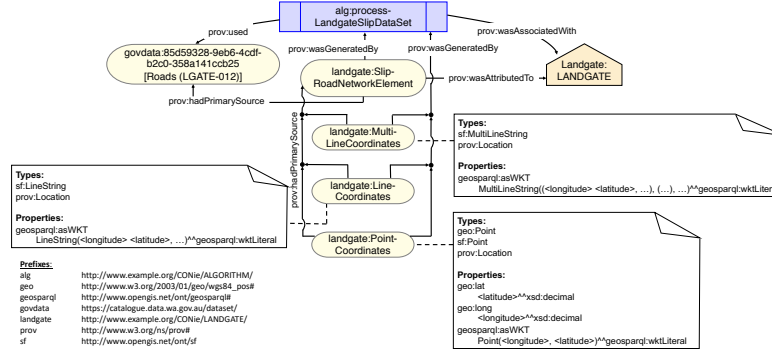 alg:process-
LandgateSlipDataSet
prov:used
prov:wasAssociatedWith
prov:wasGeneratedBy
prov:wasGeneratedBy
govdata:85d59328-9eb6-4cdf-
b2c0-358a141ccb25
[Roads (LGATE-012)]
landgate:Slip-
RoadNetworkElement
prov:wasAttributedTo
Landgate:
LANDGATE
prov:hadPrimarySource
prov:hadPrimarySource
landgate:Multi-
LineCoordinates
Types:
sf:MultiLineString
prov:Location
Properties:
geosparql:asWKT
MultiLineString((<longitude> <latitude>, …), (…), …)^^geosparql:wktLiter
Types:
sf:LineString
prov:Location
Properties:
geosparql:asWKT
LineString(<longitude> <latitude>, …)^^geosparql:wktLiteral
landgate:Line-
Coordinates
landgate:Point-
Coordinates
Types:
geo:Point
sf:Point
prov:Location
Properties:
geo:lat
<latitude>^^xsd:decimal
geo:long
<longitude>^^xsd:decimal
geosparql:asWKT
Point(<longitude>, <latitude>)^^geosparql:wktLiteral
Prefixes:
alg http://www.example.org/CONie/ALGORITHM/
geo http://www.w3.org/2003/01/geo/wgs84_pos#
geosparql http://www.opengis.net/ont/geosparql#
govdata https://catalogue.data.wa.gov.au/dataset/
landgate http://www.example.org/CONie/LANDGATE/
prov http://www.w3.org/ns/prov#
sf http://www.opengis.net/ont/sf